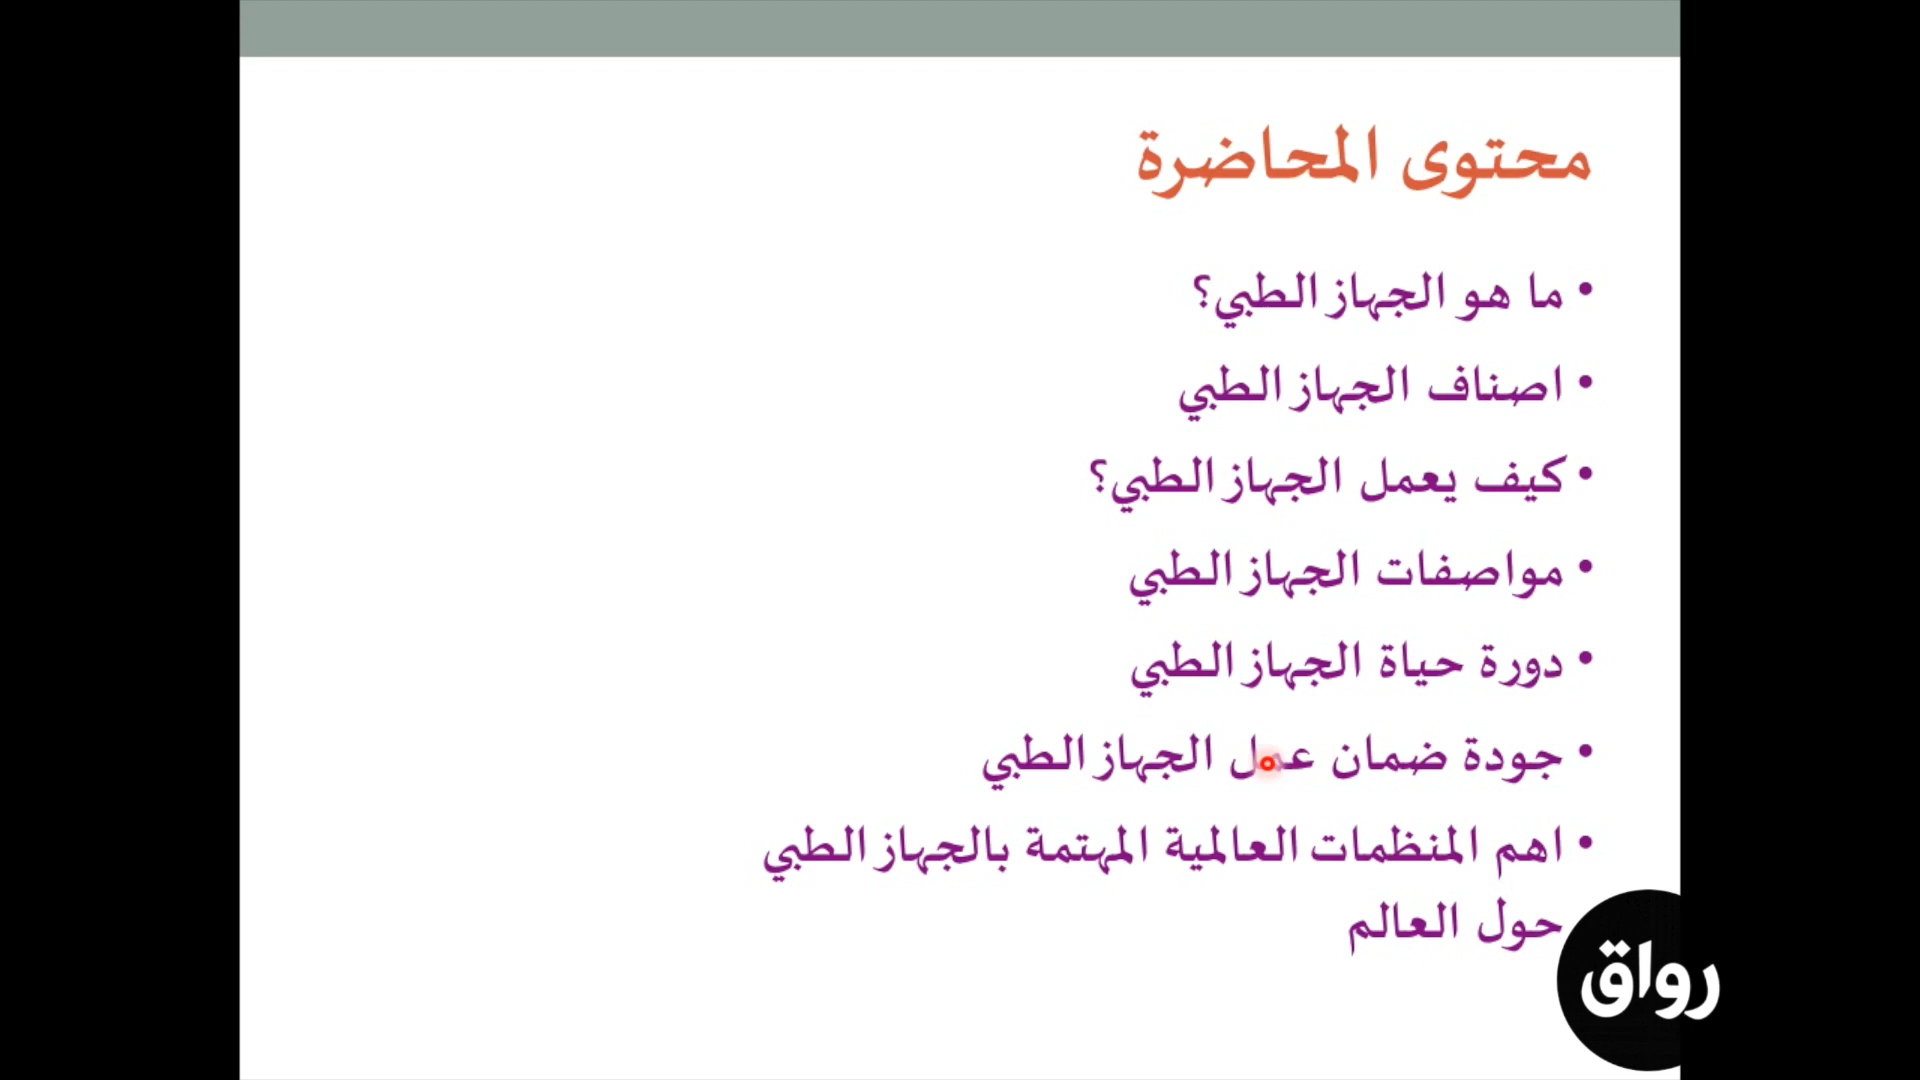 محتوى المحاضرة
• ما هو الجهاز الطبي؟
• اصناف الجهاز الطبي
• كيف يعمل الجهاز الطبي؟
• مواصفات الجهاز الطبي
• دورة حياة الجهاز الطبي
• جودة ضمان عمل الجهاز الطبي
• اهم المنظمات العالمية المهتمة بالجهاز الطبي
حول العالم
رواق